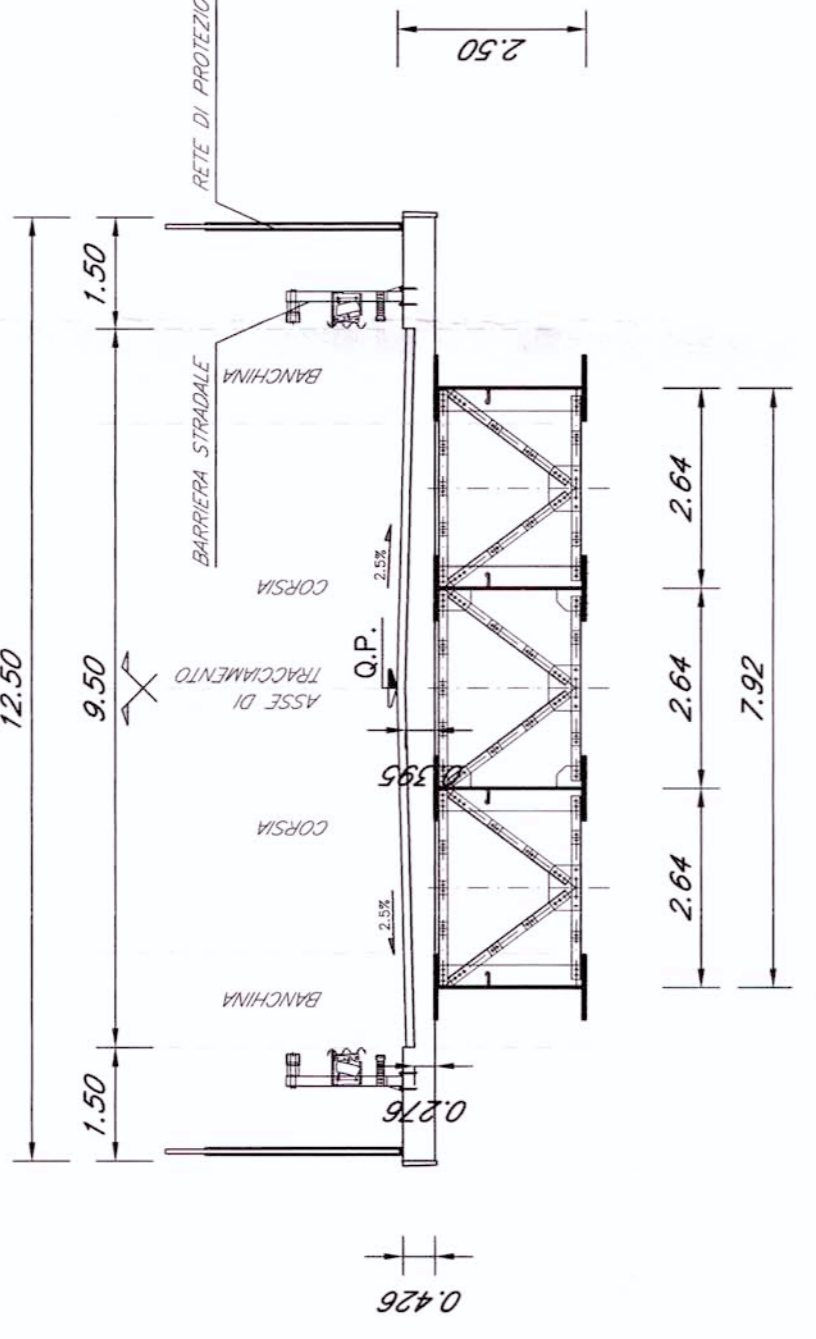 12.50
1.50
9.50
1.50
RETE DI PROTEZIO
BARRIERA STRADALE
BANCHINA
CORSIA
ASSE DI
TRACCIAMENTO
CORSIA
BANCHINA
Q.P.
2.5%
2.5%
0.395
0.276
0.426
2.50
2.64
2.64
2.64
7.92